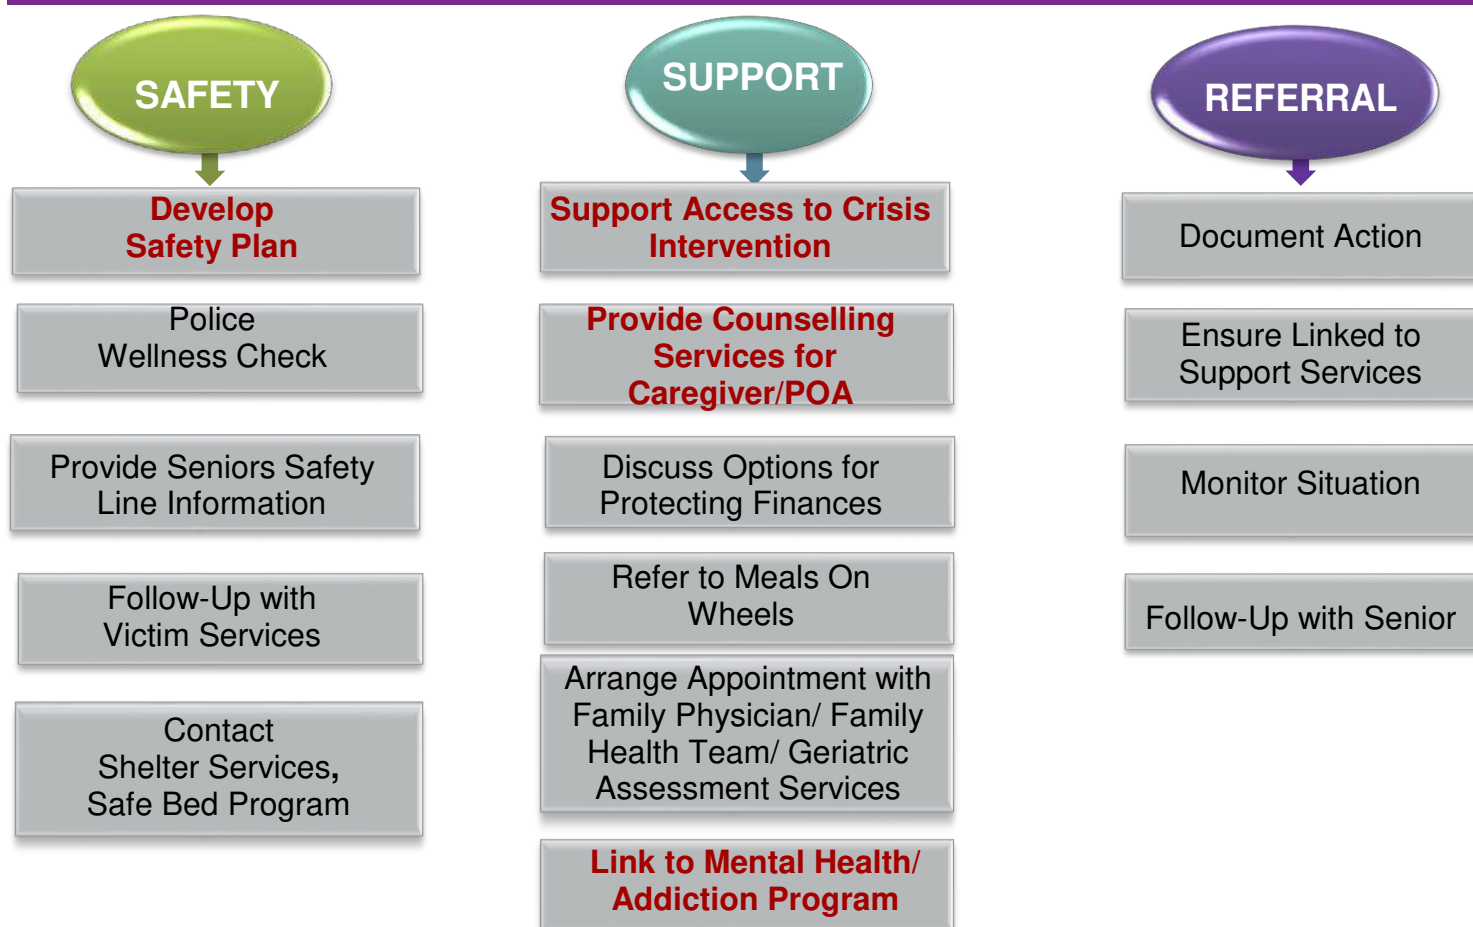 SAFETY
Develop
Safety Plan
Police
Wellness Check
Provide Seniors Safety
Line Information
Follow-Up with
Victim Services
Contact
Shelter Services,
Safe Bed Program
SUPPORT
Support Access to Crisis
Intervention
Provide Counselling
Services for
Caregiver/POA
Discuss Options for
Protecting Finances
Refer to Meals On
Wheels
Arrange Appointment with
Family Physician/ Family
Health Team/ Geriatric
Assessment Services
Link to Mental Health/
Addiction Program
REFERRAL
Document Action
Ensure Linked to
Support Services
Monitor Situation
Follow-Up with Senior